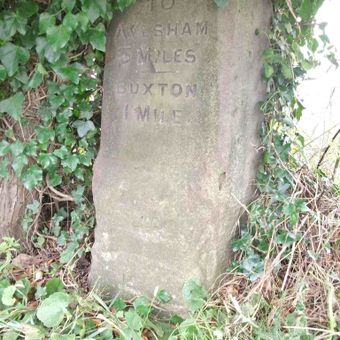 TO
AYLSHAM
5 MILES
BUXTON
1 MILE